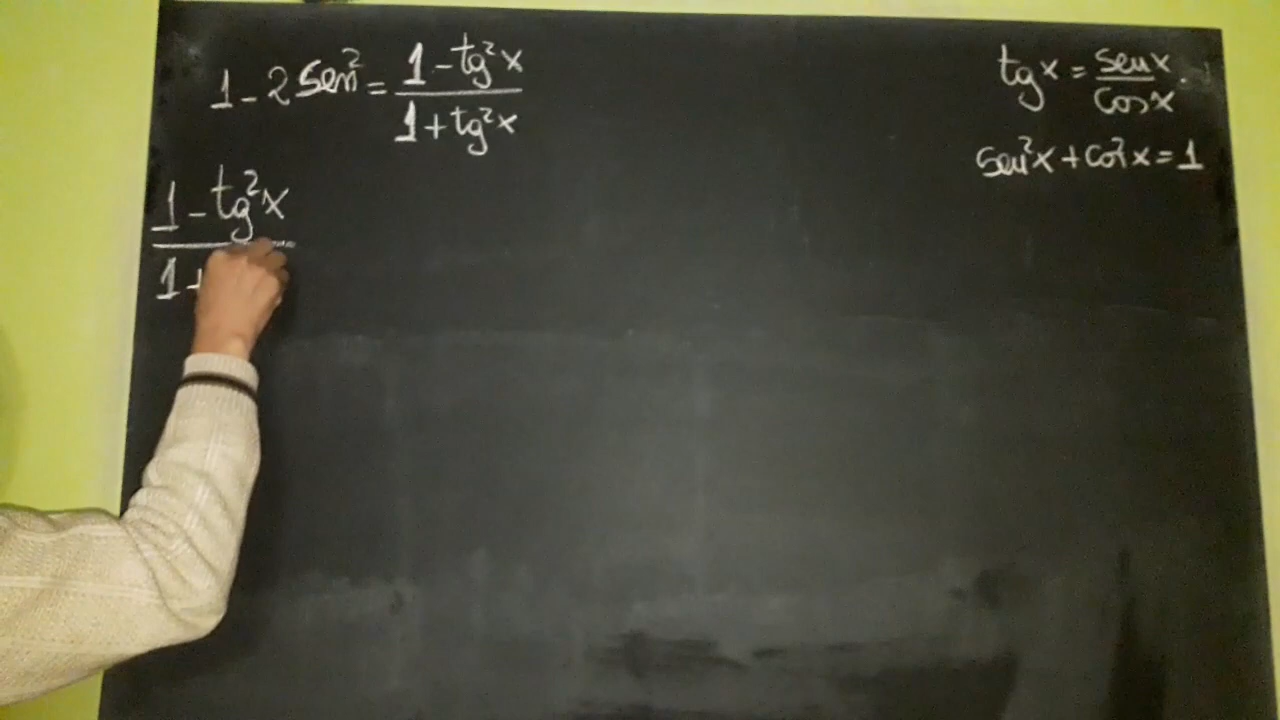 1 - 2 sen² = (1 - tg²x)/(1 + tg²x)
tg x = sen x/cos x.
sen²x + cos²x = 1
1 - tg²x
1+